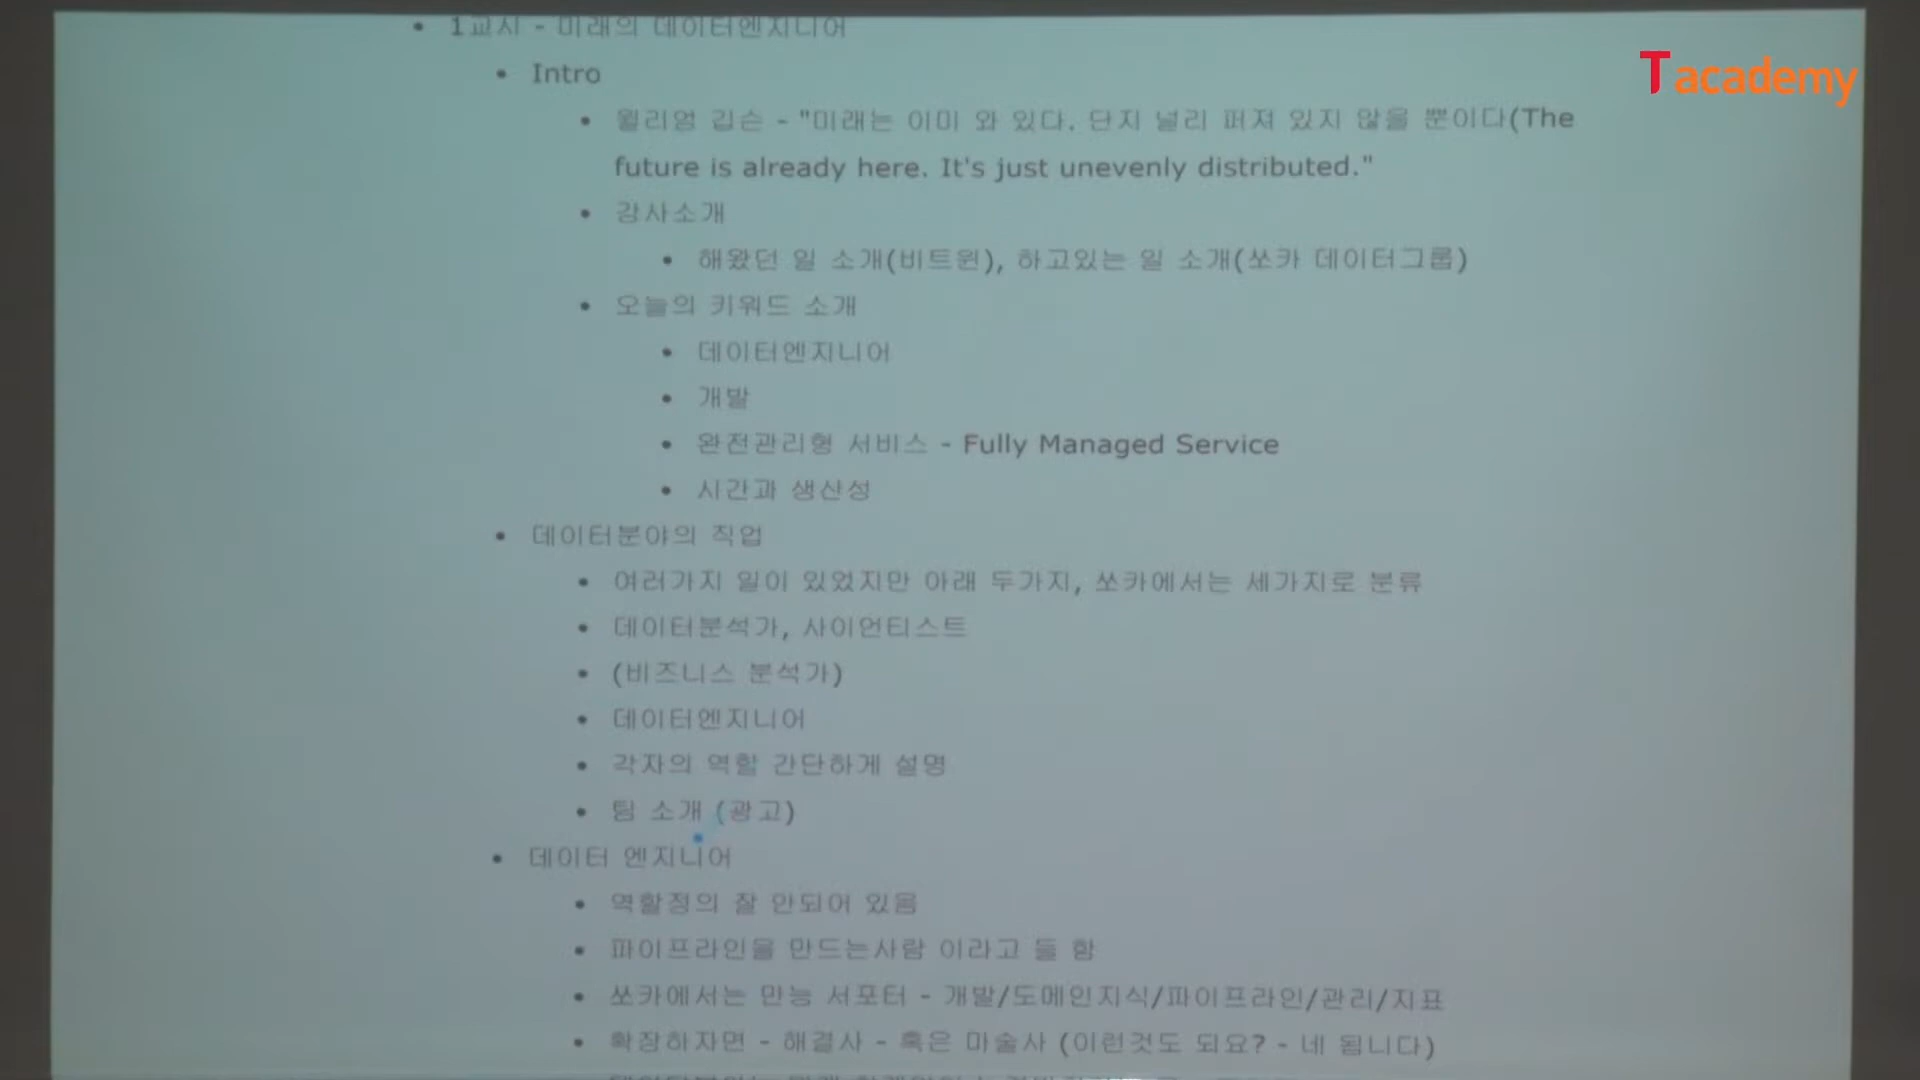 • 1교시 - 미래의 데이터엔지니어
• Intro
• 윌리엄 깁슨 - "미래는 이미 와 있다. 단지 널리 퍼져 있지 않을 뿐이다(The
future is already here. It's just unevenly distributed."
• 강사소개
• 해왔던 일 소개(비트윈), 하고있는 일 소개(쏘카 데이터그룹)
• 오늘의 키워드 소개
• 데이터엔지니어
• 개발
• 완전관리형 서비스 - Fully Managed Service
• 시간과 생산성
• 데이터분야의 직업
• 여러가지 일이 있었지만 아래 두가지, 쏘카에서는 세가지로 분류
• 데이터분석가, 사이언티스트
• (비즈니스 분석가)
• 데이터엔지니어
• 각자의 역할 간단하게 설명
• 팀 소개 (광고)
• 데이터 엔지니어
• 역할정의 잘 안되어 있음
• 파이프라인을 만드는사람 이라고 들 함
• 쏘카에서는 만능 서포터 - 개발/도메인지식/파이프라인/관리/지표
• 확장하자면 - 해결사 - 혹은 마술사 (이런것도 되요? - 네 됩니다)
T academy